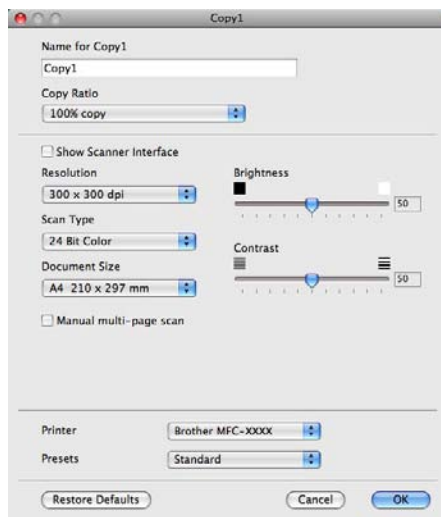 Copy1
Name for Copy1
Copy1
Copy Ratio
100% copy
Show Scanner Interface
Resolution
300 x 300 dpi
Scan Type
24 Bit Color
Document Size
A4 210 x 297 mm
Manual multi-page scan
Brightness
50
Contrast
50
Printer
Brother MFC-XXXX
Presets
Standard
Restore Defaults
Cancel
OK